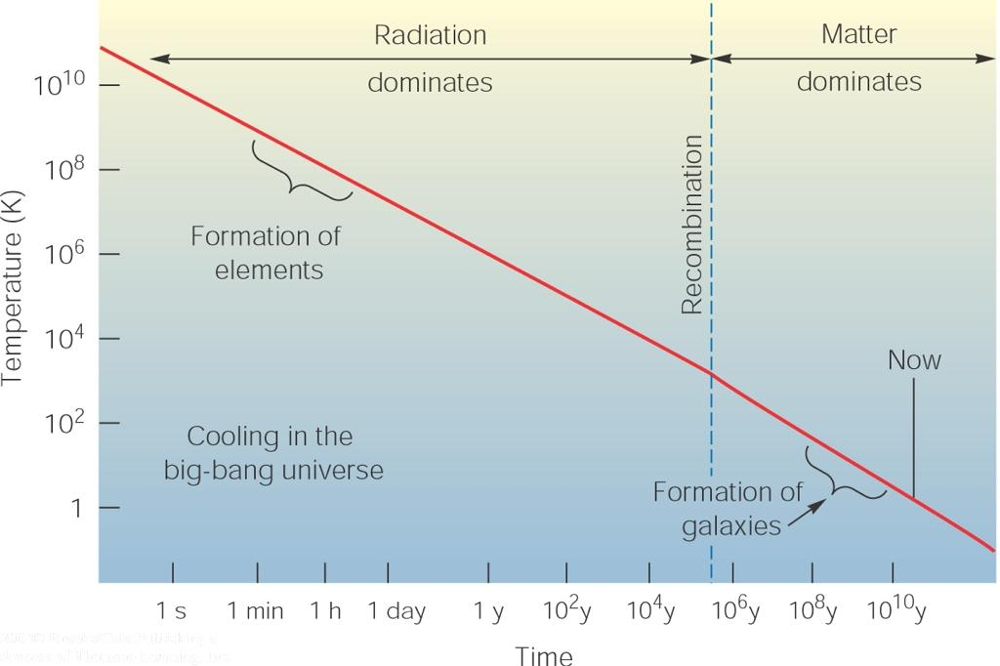 Radiation
dominates
Matter
dominates
10¹⁰
10⁸
10⁶
10⁴
10²
1
Temperature (K)
Formation of
elements
Recombination
Now
Cooling in the
big-bang universe
Formation of
galaxies
1 s
1 min
1 h
1 day
1 y
10²y
10⁴y
10⁶y
10⁸y
10¹⁰y
Time